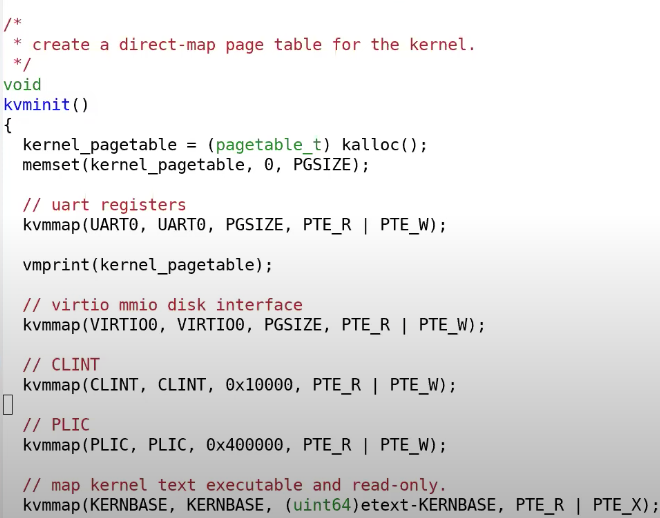 /*
 * create a direct-map page table for the kernel.
 */
void
kvminit()
{
  kernel_pagetable = (pagetable_t) kalloc();
  memset(kernel_pagetable, 0, PGSIZE);

  // uart registers
  kvmmap(UART0, UART0, PGSIZE, PTE_R | PTE_W);

  vmprint(kernel_pagetable);

  // virtio mmio disk interface
  kvmmap(VIRTIO0, VIRTIO0, PGSIZE, PTE_R | PTE_W);

  // CLINT
  kvmmap(CLINT, CLINT, 0x10000, PTE_R | PTE_W);

  // PLIC
  kvmmap(PLIC, PLIC, 0x400000, PTE_R | PTE_W);

  // map kernel text executable and read-only.
  kvmmap(KERNBASE, KERNBASE, (uint64)etext-KERNBASE, PTE_R | PTE_X);